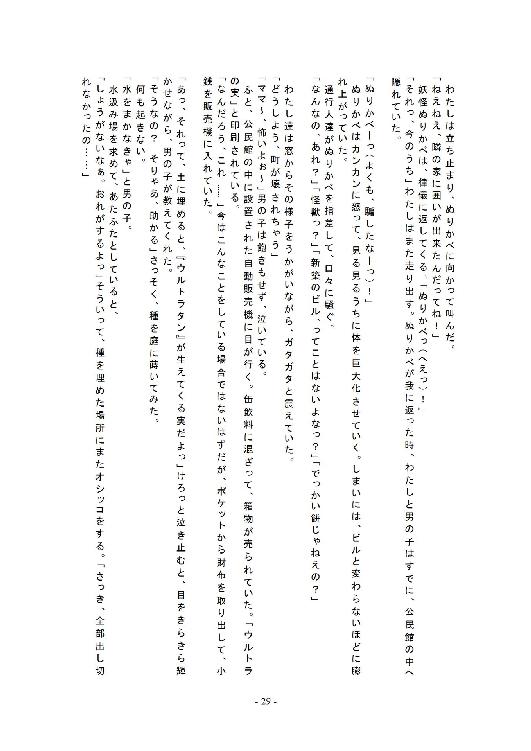 わたしは立ち止まり、ぬりかべに向かって叫んだ。
「ねえねえ、隣の家に囲いが出来たんだってね！」
妖怪ぬりかべは、律儀に返してくる。「ぬりかべっ（へえっ）！」
「それっ、今のうち」わたしはまた走り出す。ぬりかべが我に返った時、わたしと男の子はすでに、公民館の中へ
隠れていた。
「ぬりかべーっ（よくも、騙したなーっ）！」
ぬりかべはカンカンに怒って、見る見るうちに体を巨大化させていく。しまいには、ビルと変わらないほどに膨
れ上がっていた。
通行人達がぬりかべを指差して、口々に騒ぐ。
「なんなの、あれ？」「怪獣っ？」「新築のビル、ってことはないよなっ？」「でっかい餅じゃねえの？」
わたし達は窓からその様子をうかがいながら、ガタガタと震えていた。
「どうしよう、町が壊されちゃう」
「ママ～、怖いよぉ～」男の子は飽きもせず、泣いている。
ふと、公民館の中に設置された自動販売機に目が行く。缶飲料に混ざって、箱物が売られていた。「ウルトラ
の実」と印刷されている。
「なんだろう、これ……」今はこんなことをしている場合ではないはずだが、ポケットから財布を取り出して、小
銭を販売機に入れていた。
「あっ、それって、土に埋めると、『ウルトラタン』が生えてくる実だよっ」けろっと泣き止むと、目をきらきら輝
かせながら、男の子が教えてくれた。
「そうなの？そりゃあ、助かる」さっそく、種を庭に蒔いてみた。
何も起きない。
「水をまかなきゃ」と男の子。
水汲み場を求めて、あたふたとしていると、
「しょうがないなぁ。おれがするよっ」そういって、種を埋めた場所にまたオシッコをする。「さっき、全部出し切
れなかったの……」
- 29 -